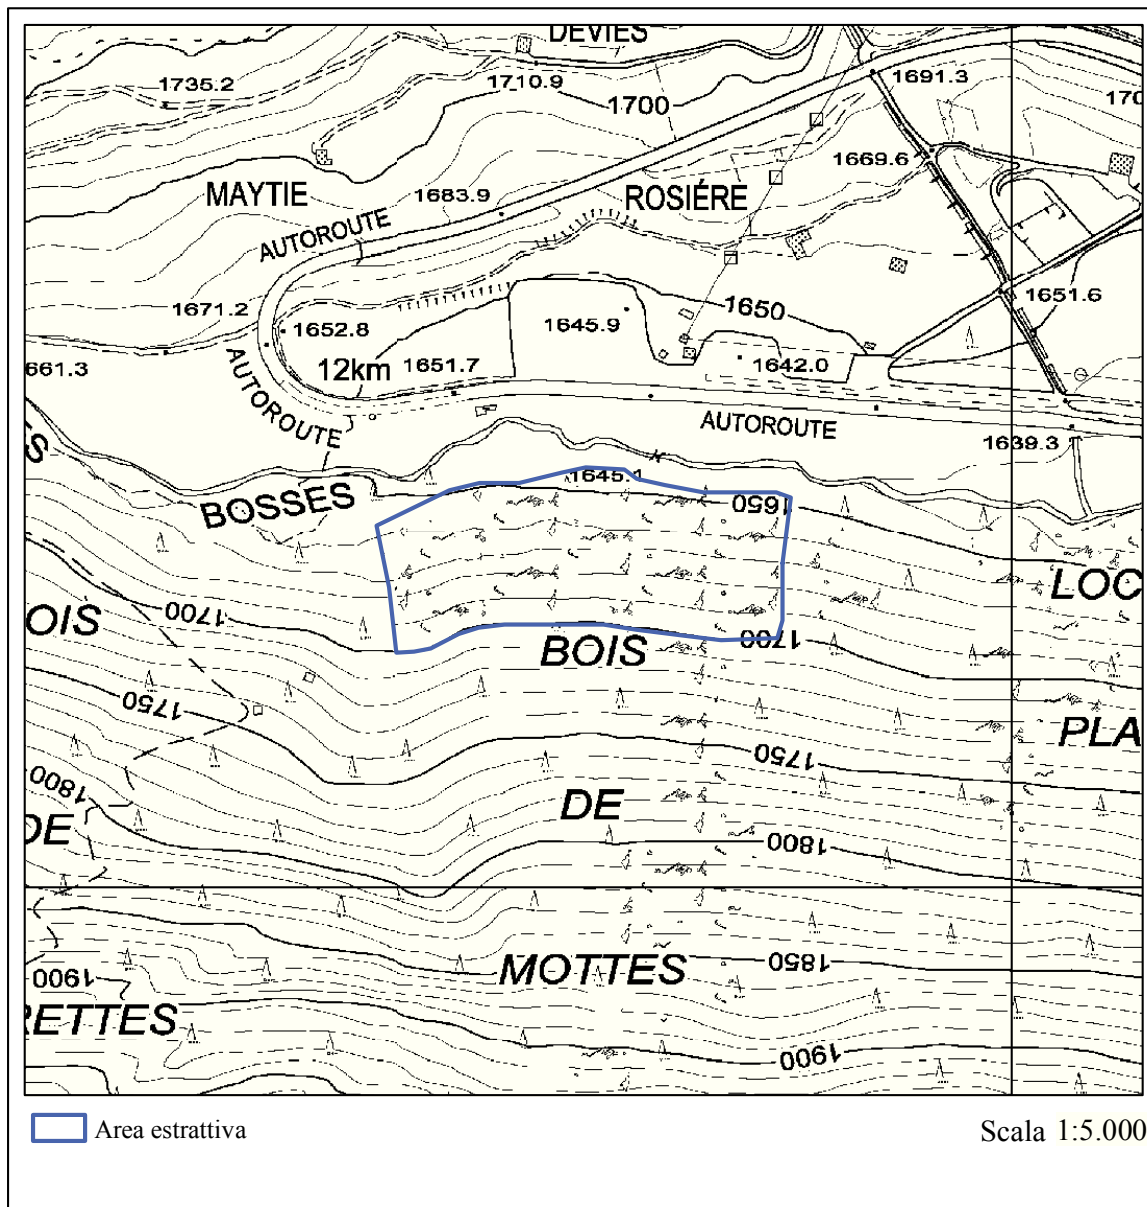 DEVIES
1735.2
1710.9
1700
1691.3
170
1669.6
MAYTIE
1683.9
ROSIÉRE
AUTOROUTE
1671.2
1652.8
1645.9
1650
1651.6
661.3
12km
1651.7
1642.0
AUTOROUTE
AUTOROUTE
1639.3
ES
1645.1
BOSSES
1650
OIS
1700
LOC
BOIS
1700
1750
1750
PLA
1800
DE
DE
1800
1900
MOTTES
1850
RETTES
1900
Area estrattiva
Scala 1:5.000